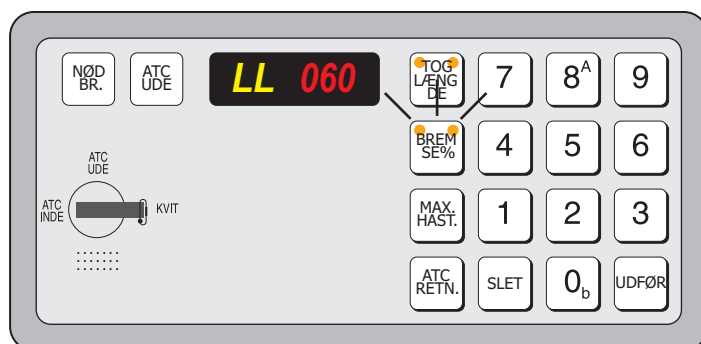 NØD
BR.
ATC
UDE
LL 060
TOG
LÆNG
DE
7
8A
9
BREM
SE%
4
5
6
ATC
UDE
ATC
INDE
KVIT
MAX.
HAST.
1
2
3
ATC
RETN.
SLET
0b
UDFØR